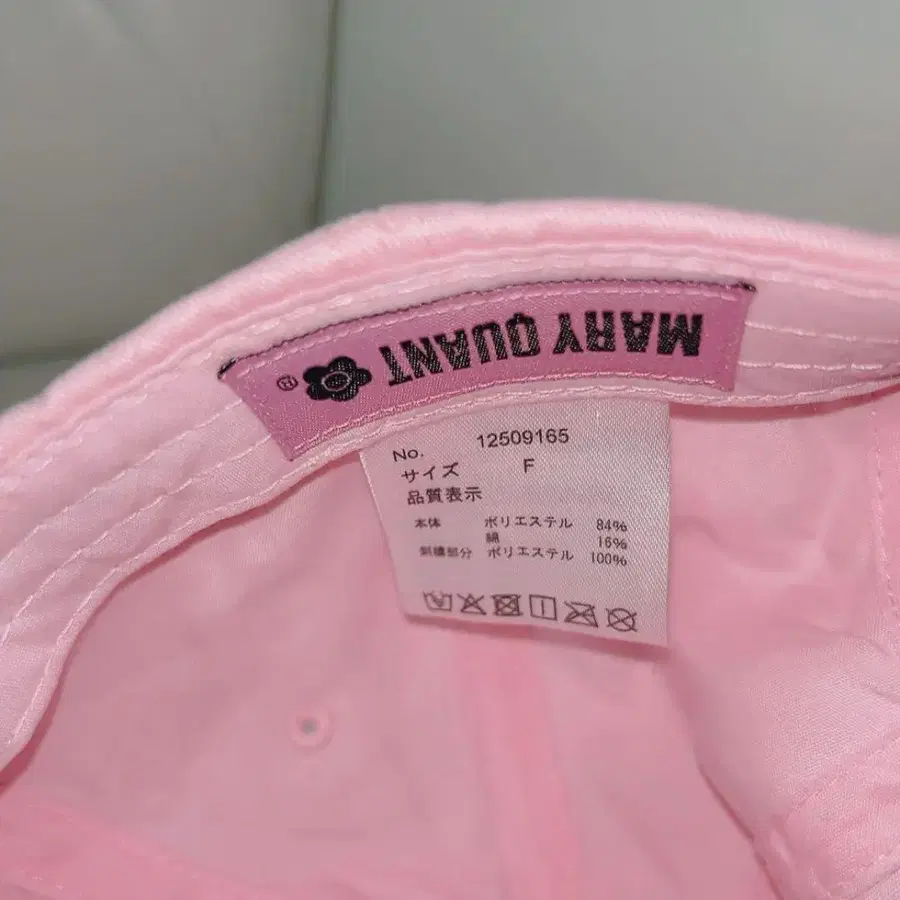 MARY QUANT ®
No. 12509165
サイズ F
品質表示
本体 ポリエステル 84%
綿 16%
刺繍部分 ポリエステル 100%